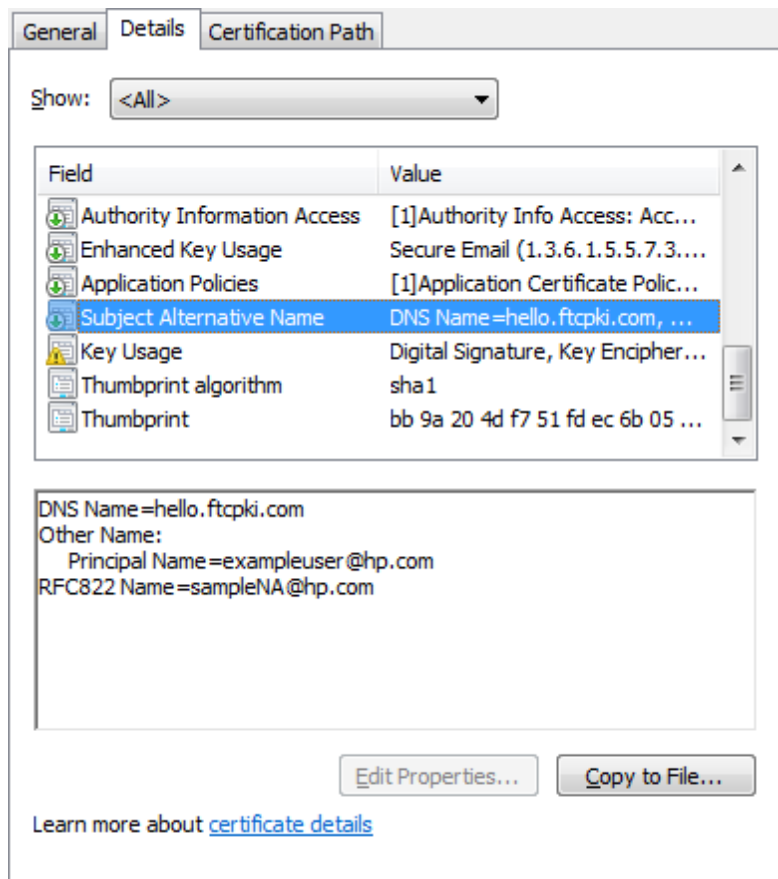 General Details Certification Path
Show: <All>
Field Value
Authority Information Access [1]Authority Info Access: Acc...
Enhanced Key Usage Secure Email (1.3.6.1.5.5.7.3....
Application Policies [1]Application Certificate Polic...
Subject Alternative Name DNS Name=hello.ftcpki.com, ...
Key Usage Digital Signature, Key Encipher...
Thumbprint algorithm sha1
Thumbprint bb 9a 20 4d f7 51 fd ec 6b 05 ...
DNS Name=hello.ftcpki.com
Other Name:
Principal Name=exampleuser@hp.com
RFC822 Name=sampleNA@hp.com
Edit Properties... Copy to File...
Learn more about certificate details